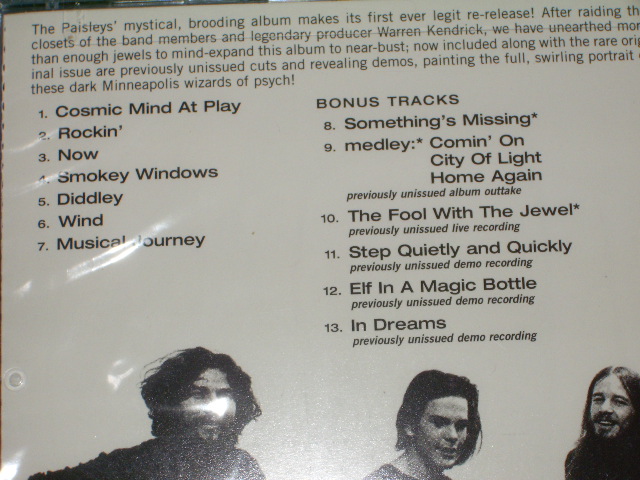 The Paisleys' mystical, brooding album makes its first ever legit re-release! After raiding th
closets of the band members and legendary producer Warren Kendrick, we have unearthed mor
than enough jewels to mind-expand this album to near-bust; now included along with the rare orig
inal issue are previously unissued cuts and revealing demos, painting the full, swirling portrait
these dark Minneapolis wizards of psych!
1. Cosmic Mind At Play
2. Rockin'
3. Now
4. Smokey Windows
5. Diddley
6. Wind
7. Musical Journey
BONUS TRACKS
8. Something's Missing*
9. medley:* Comin' On
City Of Light
Home Again
previously unissued album outtake
10. The Fool With The Jewel*
previously unissued live recording
11. Step Quietly and Quickly
previously unissued demo recording
12. Elf In A Magic Bottle
previously unissued demo recording
13. In Dreams
previously unissued demo recording